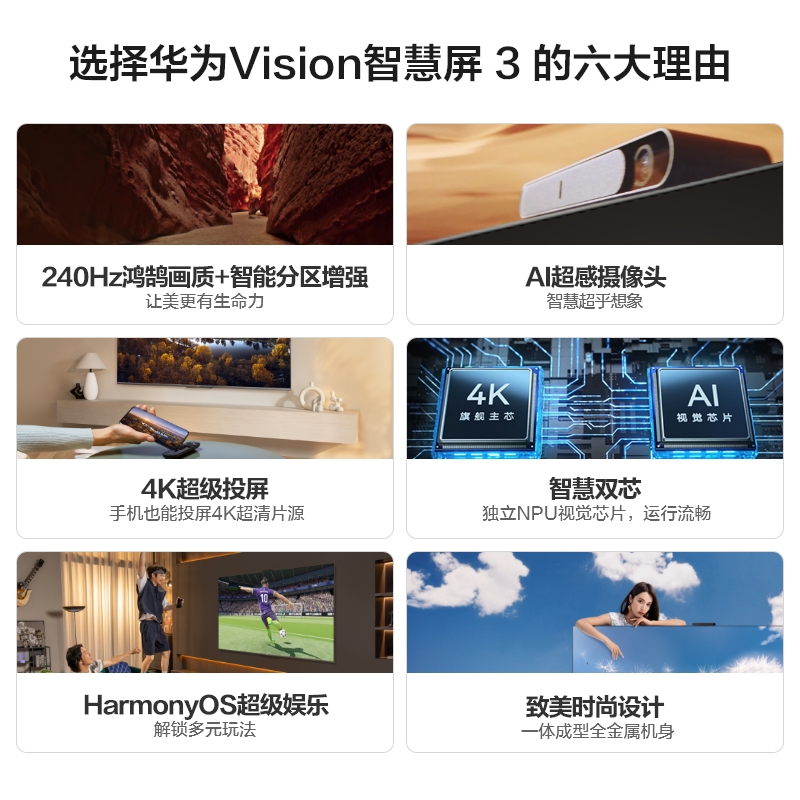 选择华为Vision智慧屏 3 的六大理由
240Hz鸿鹄画质+智能分区增强
让美更有生命力
AI超感摄像头
智慧超乎想象
4K
旗舰主芯
AI
视觉芯片
4K超级投屏
手机也能投屏4K超清片源
智慧双芯
独立NPU视觉芯片，运行流畅
10
HarmonyOS超级娱乐
解锁多元玩法
致美时尚设计
一体成型全金属机身